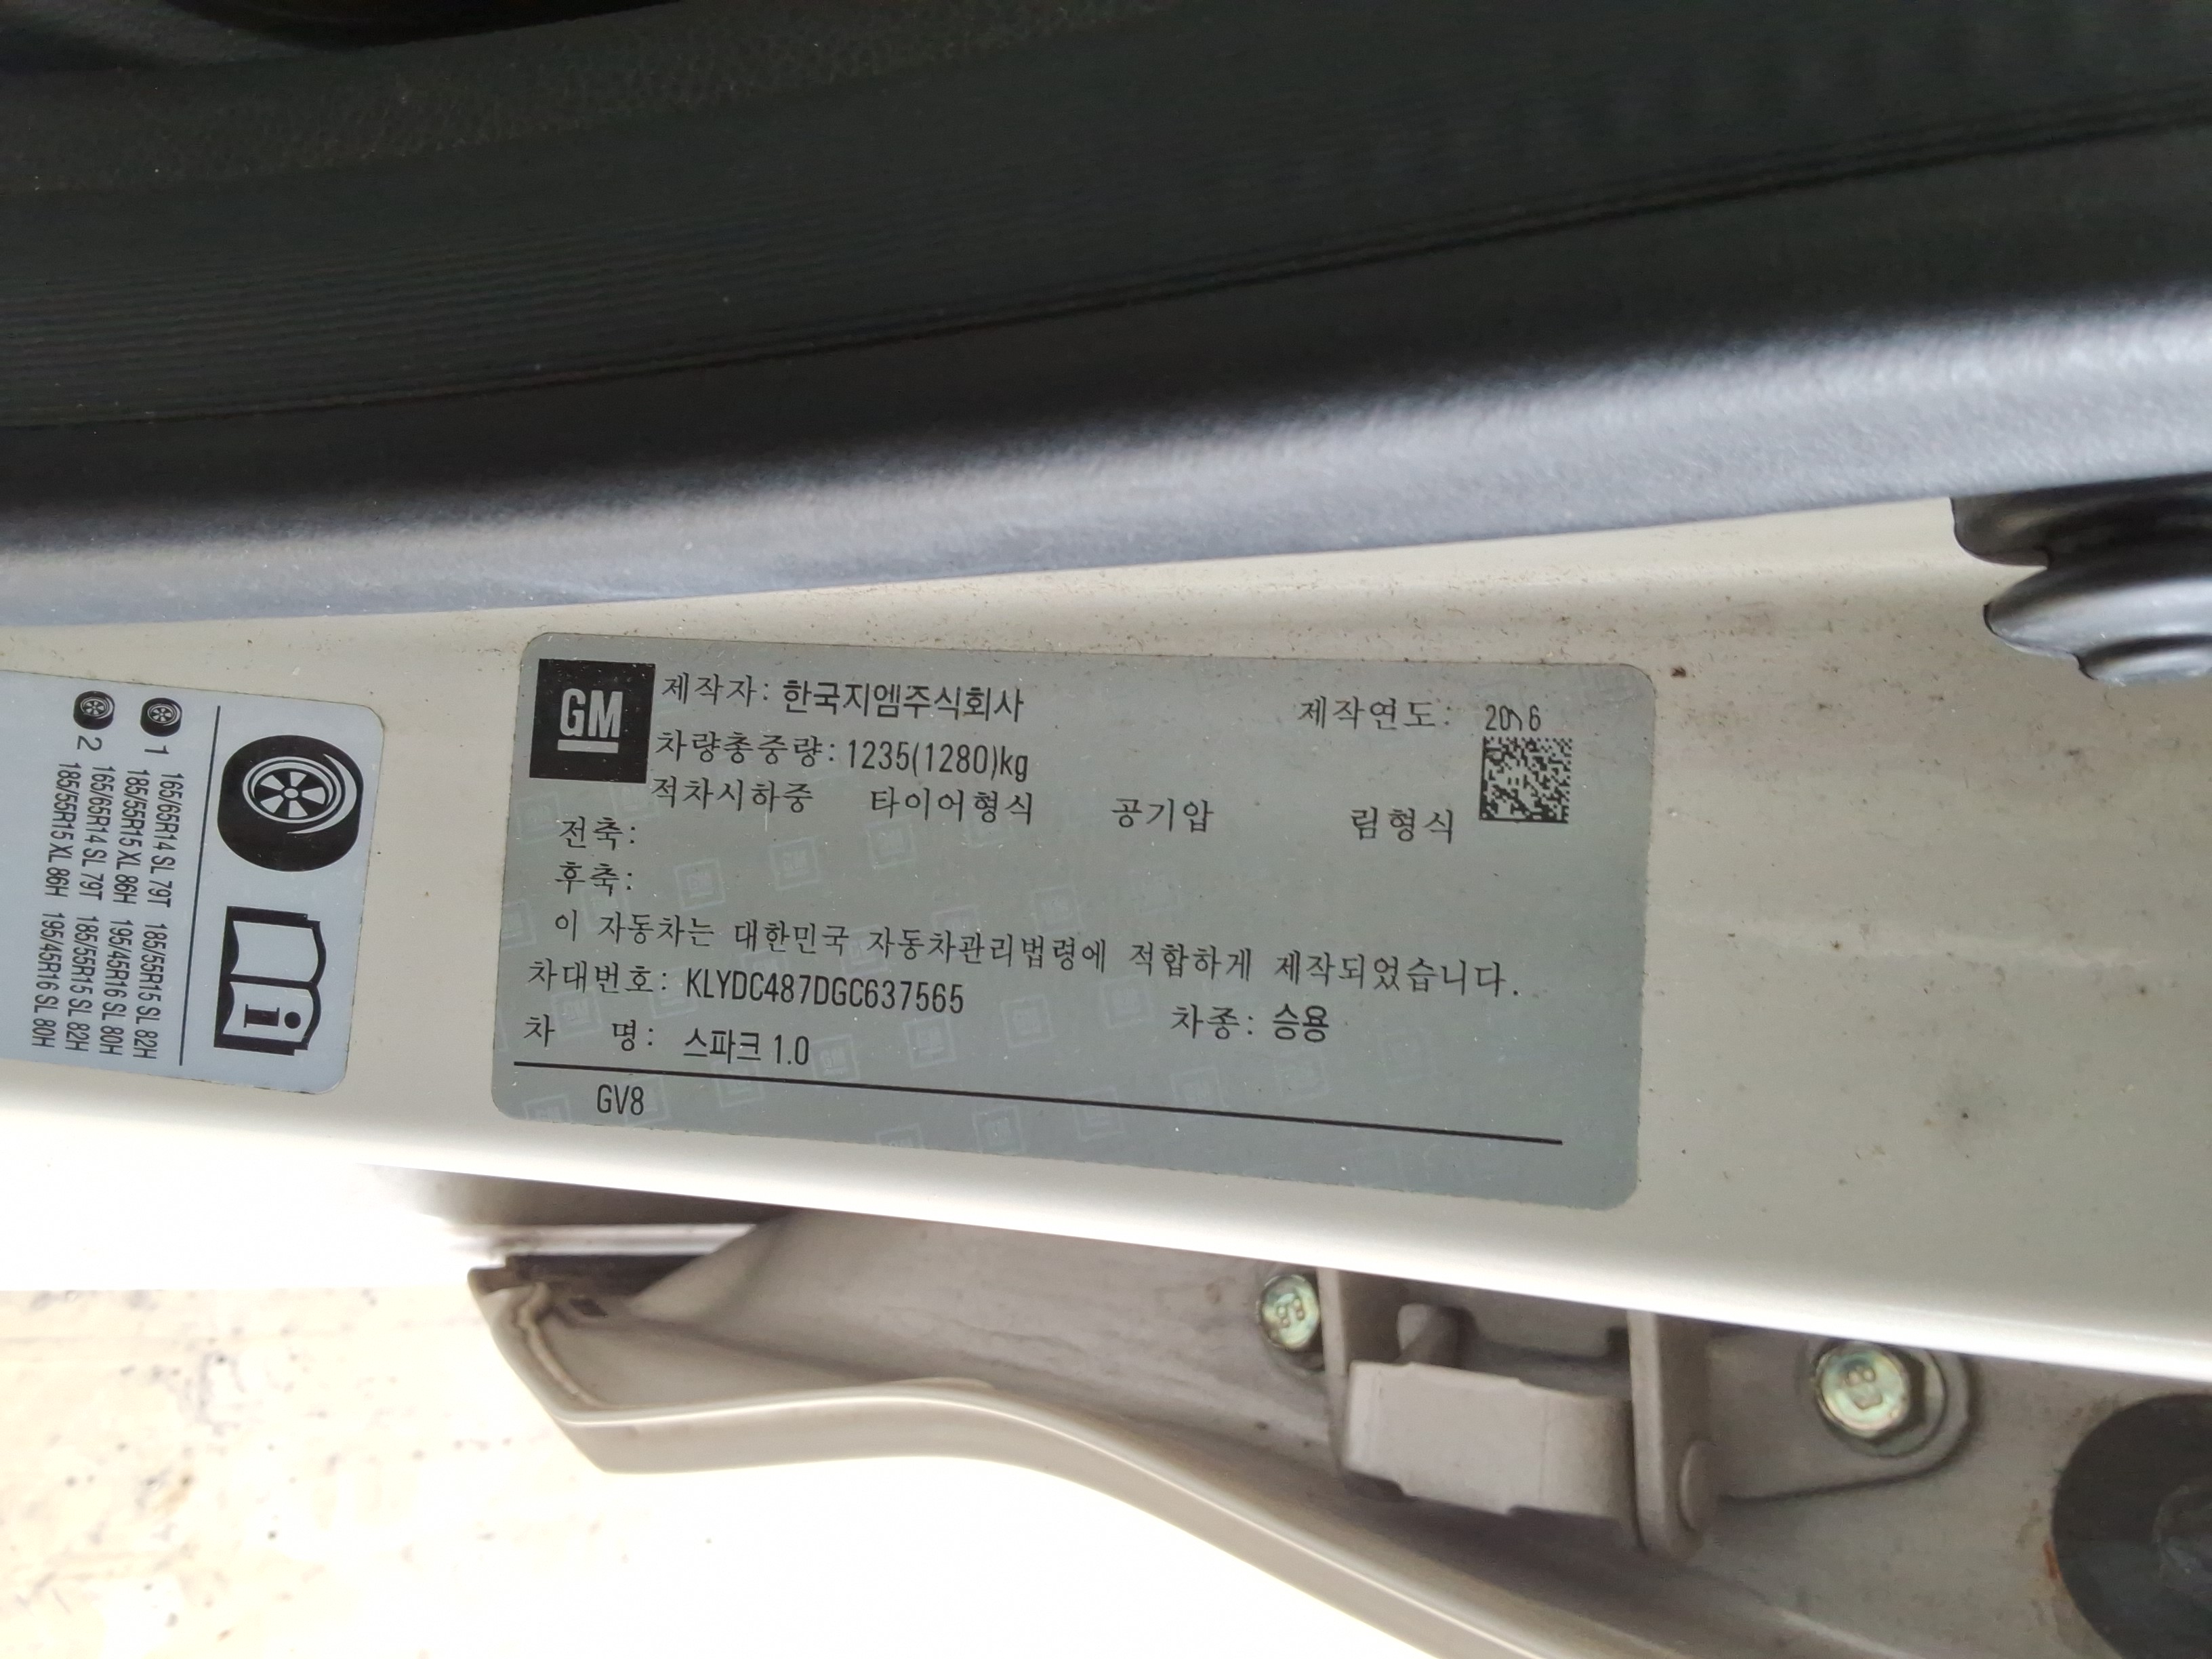 GM
제작자: 한국지엠주식회사
제작연도: 2016
차량총중량: 1235(1280)kg
적차시하중 타이어형식 공기압 림형식
전축:
후축:
이 자동차는 대한민국 자동차관리법령에 적합하게 제작되었습니다.
차대번호: KLYDC487DGC637565
차종: 승용
차 명: 스파크 1.0
GV8
1 165/65R14 SL 79T 185/55R15 SL 82H
185/55R15 XL 86H 195/45R16 SL 80H
2 165/65R14 SL 79T 185/55R15 SL 82H
185/55R15 XL 86H 195/45R16 SL 80H
i